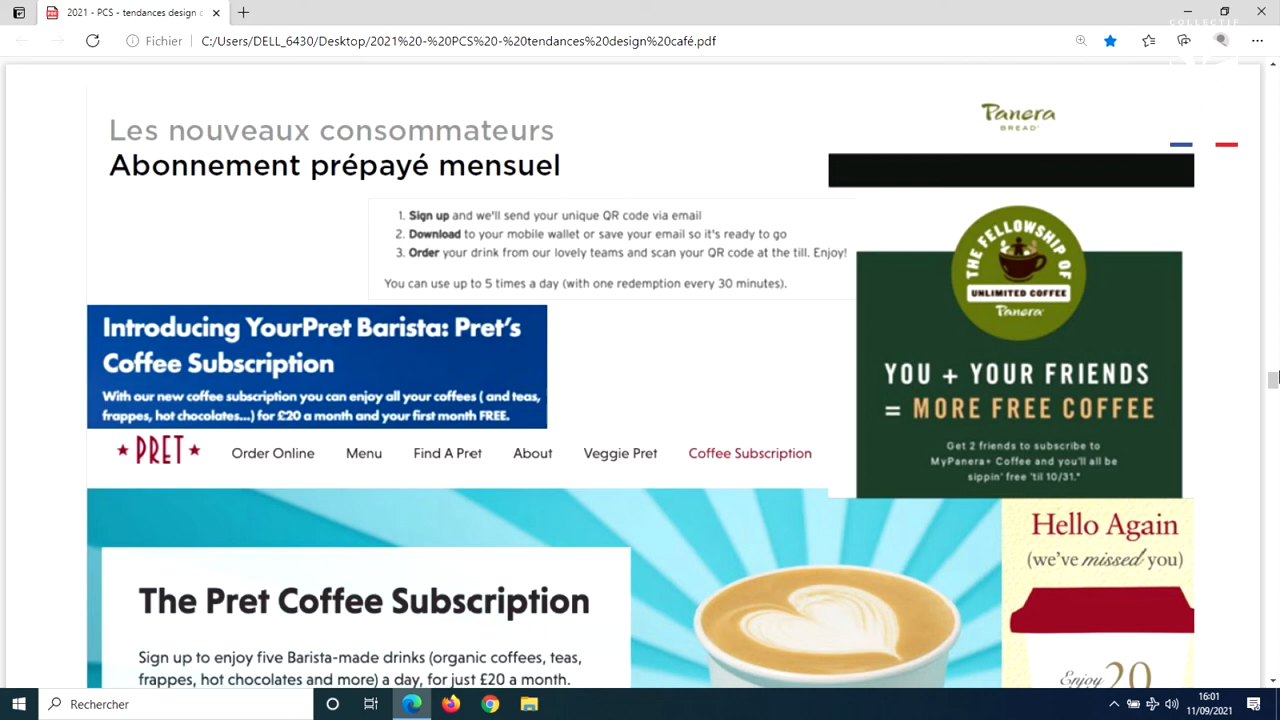 2021 - PCS - tendances design c
COLLECTIF
Fichier
C:/Users/DELL_6430/Desktop/2021%20-%20PCS%20-%20tendances%20design%20café.pdf
Les nouveaux consommateurs
Abonnement prépayé mensuel
Panera
BREAD
1. Sign up and we'll send your unique QR code via email
2. Download to your mobile wallet or save your email so it's ready to go
3. Order your drink from our lovely teams and scan your QR code at the till. Enjoy!
You can use up to 5 times a day (with one redemption every 30 minutes).
THE FELLOWSHIP OF
UNLIMITED COFFEE
Panera
YOU + YOUR FRIENDS
= MORE FREE COFFEE
Get 2 friends to subscribe to
MyPanera+ Coffee and you'll all be
sippin' free 'til 10/31.*
Introducing YourPret Barista: Pret's
Coffee Subscription
With our new coffee subscription you can enjoy all your coffees ( and teas,
frappes, hot chocolates...) for £20 a month and your first month FREE.
PRET Order Online Menu Find A Pret About Veggie Pret Coffee Subscription
The Pret Coffee Subscription
Sign up to enjoy five Barista-made drinks (organic coffees, teas,
frappes, hot chocolates and more) a day, for just £20 a month.
Hello Again
(we've missed you)
Enjoy 20
Rechercher
16:01
11/09/2021